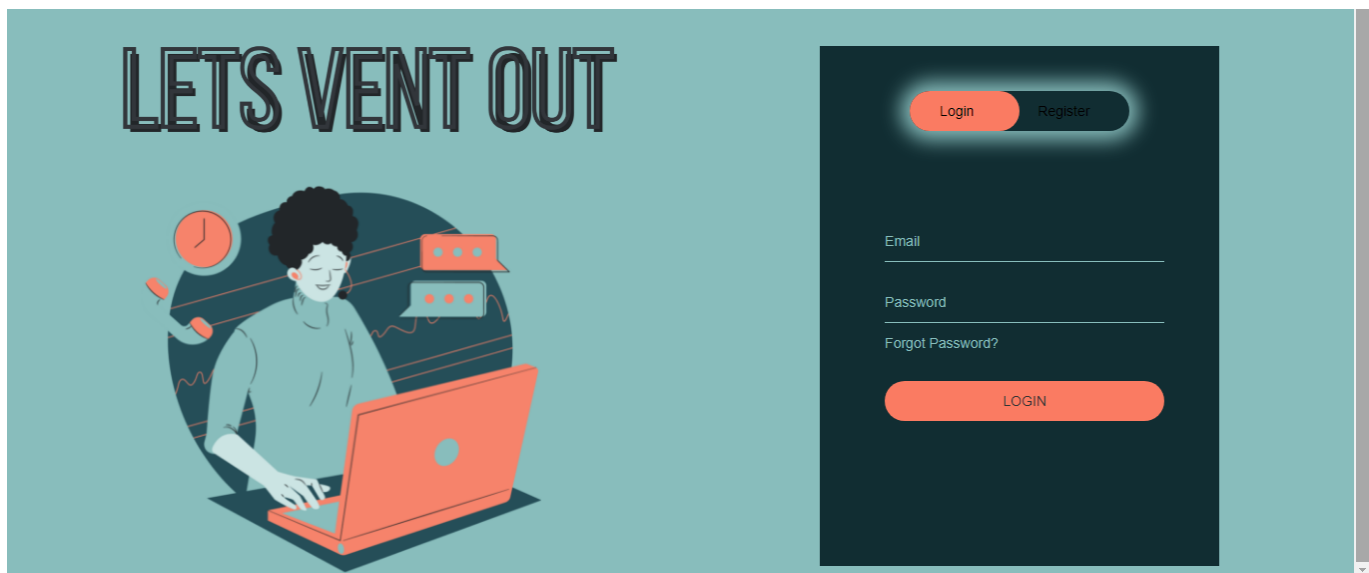 LETS VENT OUT
Login
Register
Email
Password
Forgot Password?
LOGIN